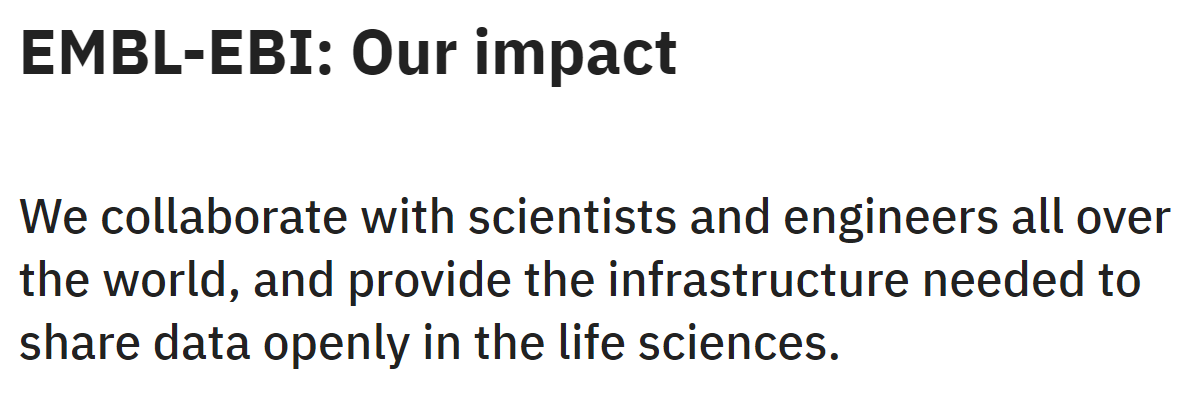 EMBL-EBI: Our impact
We collaborate with scientists and engineers all over
the world, and provide the infrastructure needed to
share data openly in the life sciences.